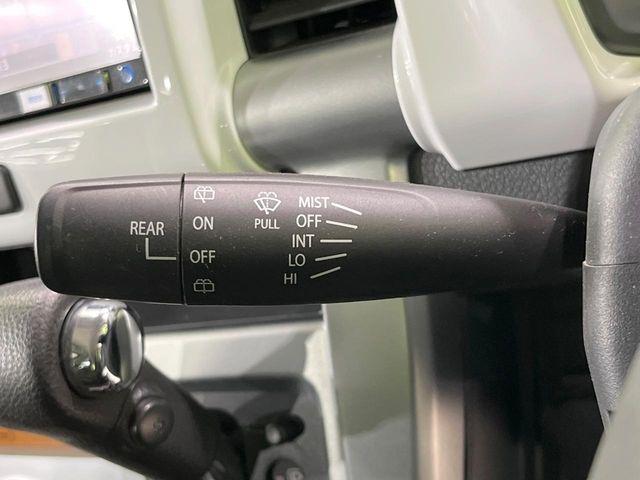 REAR
ON
OFF
PULL
MIST
OFF
INT
LO
HI